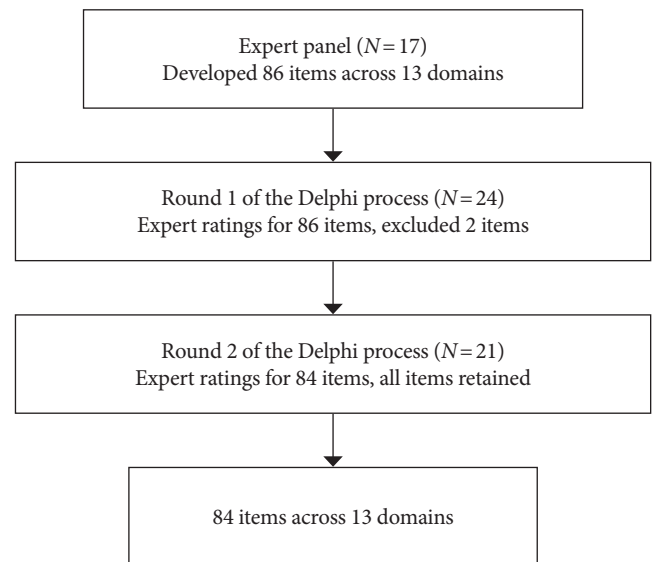 Expert panel (N=17)
Developed 86 items across 13 domains
Round 1 of the Delphi process (N=24)
Expert ratings for 86 items, excluded 2 items
Round 2 of the Delphi process (N=21)
Expert ratings for 84 items, all items retained
84 items across 13 domains